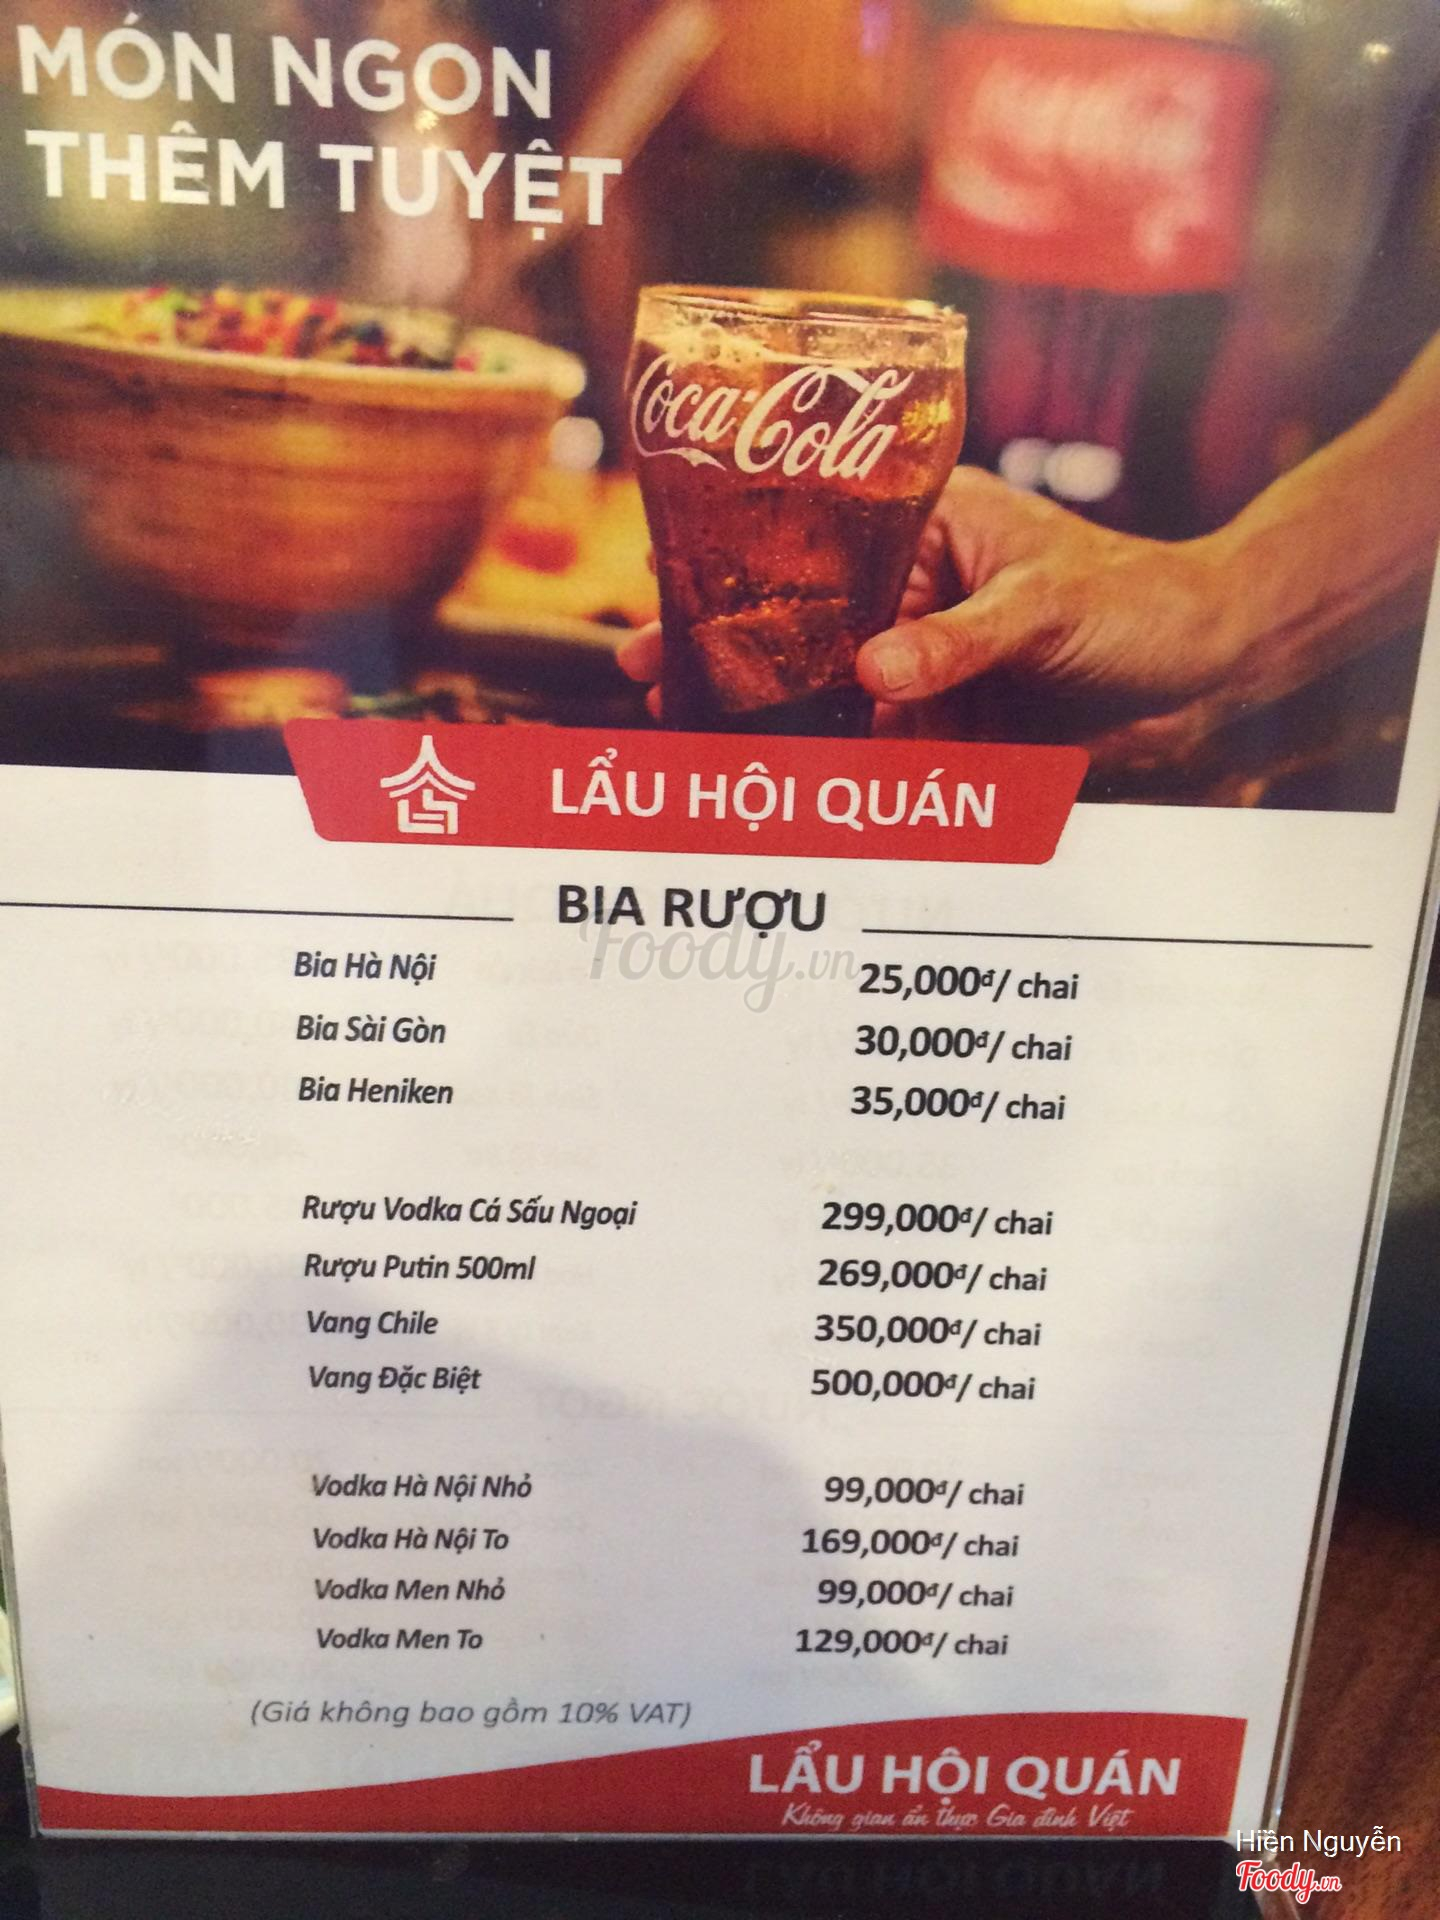 MÓN NGON
THÊM TUYỆT
Coca-Cola
LẨU HỘI QUÁN
BIA RƯỢU
Foody.vn
Bia Hà Nội 25,000đ/ chai
Bia Sài Gòn 30,000đ/ chai
Bia Heniken 35,000đ/ chai
Rượu Vodka Cá Sấu Ngoại 299,000đ/ chai
Rượu Putin 500ml 269,000đ/ chai
Vang Chile 350,000đ/ chai
Vang Đặc Biệt 500,000đ/ chai
Vodka Hà Nội Nhỏ 99,000đ/ chai
Vodka Hà Nội To 169,000đ/ chai
Vodka Men Nhỏ 99,000đ/ chai
Vodka Men To 129,000đ/ chai
(Giá không bao gồm 10% VAT)
LẨU HỘI QUÁN
Không gian ẩn thực Gia đình Việt
Hiền Nguyễn
Foody.vn